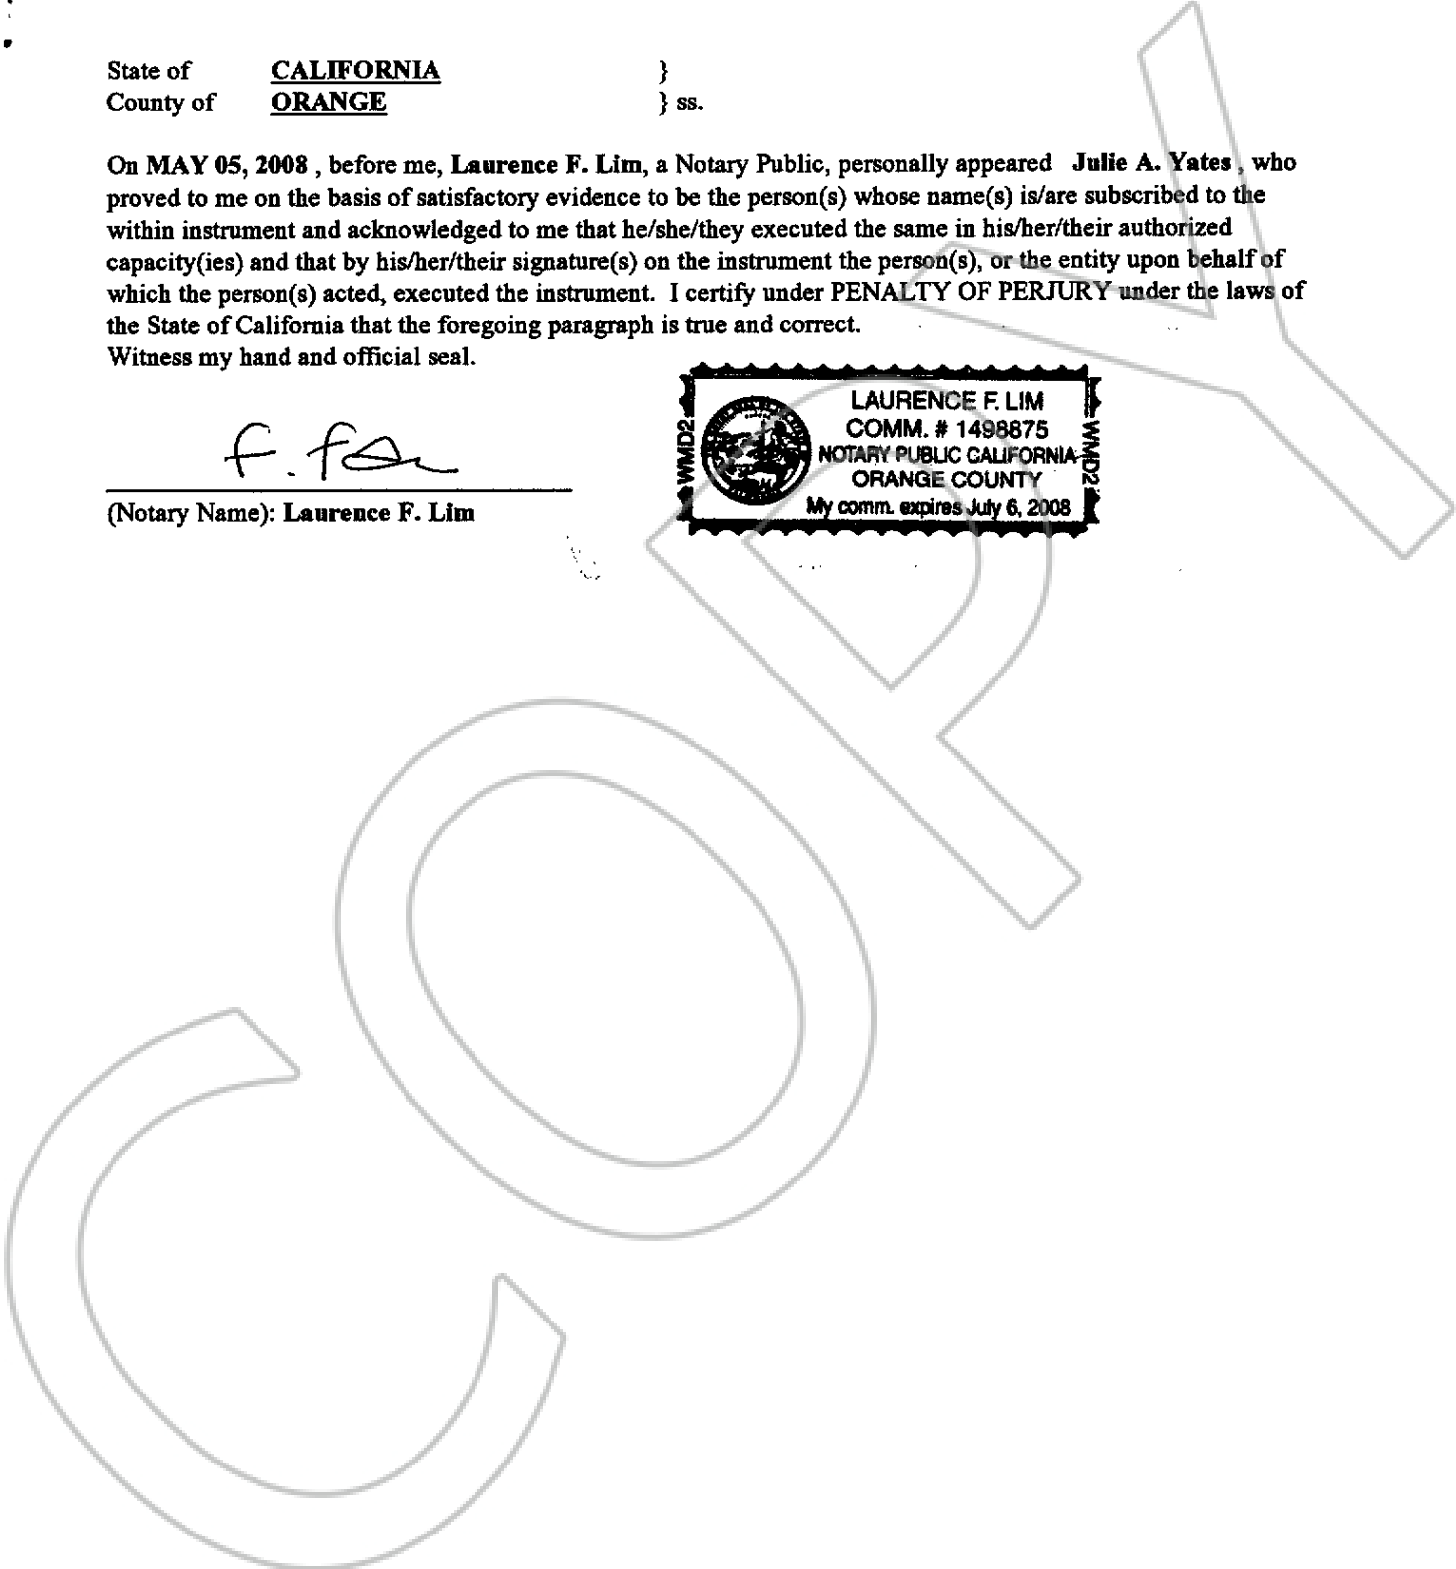 State of CALIFORNIA }
County of ORANGE } ss.
On MAY 05, 2008 , before me, Laurence F. Lim, a Notary Public, personally appeared Julie A. Yates , who
proved to me on the basis of satisfactory evidence to be the person(s) whose name(s) is/are subscribed to the
within instrument and acknowledged to me that he/she/they executed the same in his/her/their authorized
capacity(ies) and that by his/her/their signature(s) on the instrument the person(s), or the entity upon behalf of
which the person(s) acted, executed the instrument. I certify under PENALTY OF PERJURY under the laws of
the State of California that the foregoing paragraph is true and correct.
Witness my hand and official seal.
WMD2
LAURENCE F. LIM
COMM. # 1498875
NOTARY PUBLIC CALIFORNIA
ORANGE COUNTY
My comm. expires July 6, 2008
WMD2
(Notary Name): Laurence F. Lim
COPY